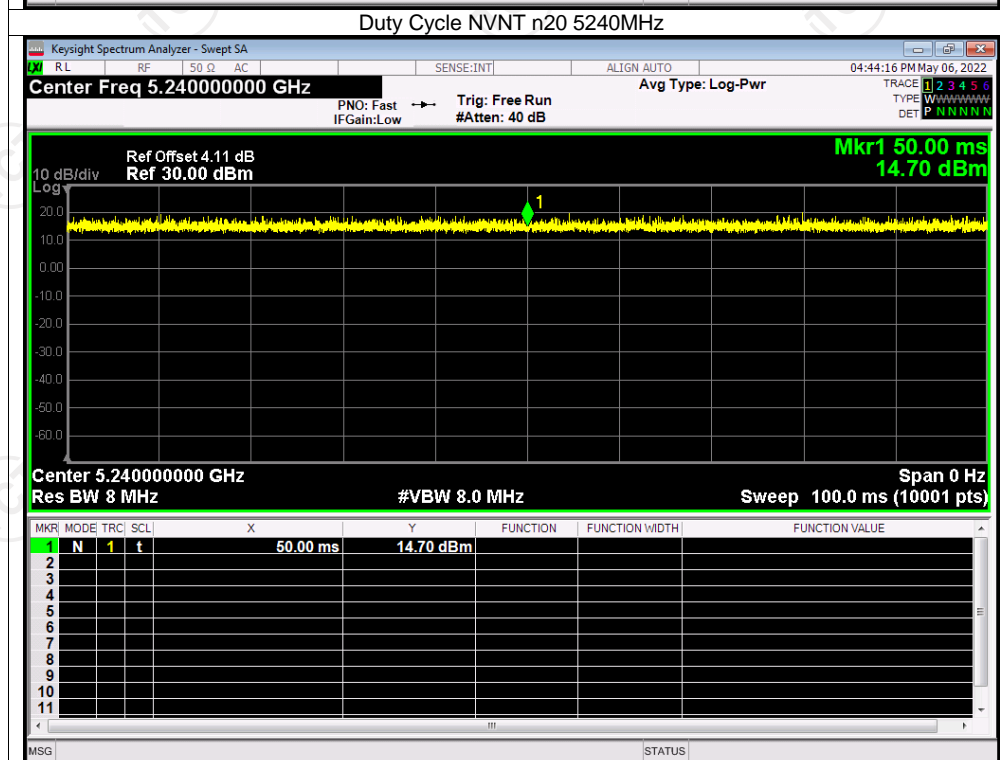 Duty Cycle NVNT n20 5240MHz
Keysight Spectrum Analyzer - Swept SA
LXI RL RF 50 Ω AC SENSE:INT ALIGN AUTO 04:44:16 PM May 06, 2022
Center Freq 5.240000000 GHz Avg Type: Log-Pwr TRACE 1 2 3 4 5 6
PNO: Fast Trig: Free Run TYPE WWWWWW
IFGain:Low #Atten: 40 dB DET P N N N N N
Mkr1 50.00 ms
Ref Offset 4.11 dB
10 dB/div Ref 30.00 dBm 14.70 dBm
Log
1
20.0
10.0
0.00
-10.0
-20.0
-30.0
-40.0
-50.0
-60.0
Center 5.240000000 GHz Span 0 Hz
Res BW 8 MHz #VBW 8.0 MHz Sweep 100.0 ms (10001 pts)
MKR MODE TRC SCL X Y FUNCTION FUNCTION WIDTH FUNCTION VALUE
1 N 1 t 50.00 ms 14.70 dBm
2
3
4
5
6
7
8
9
10
11
MSG STATUS